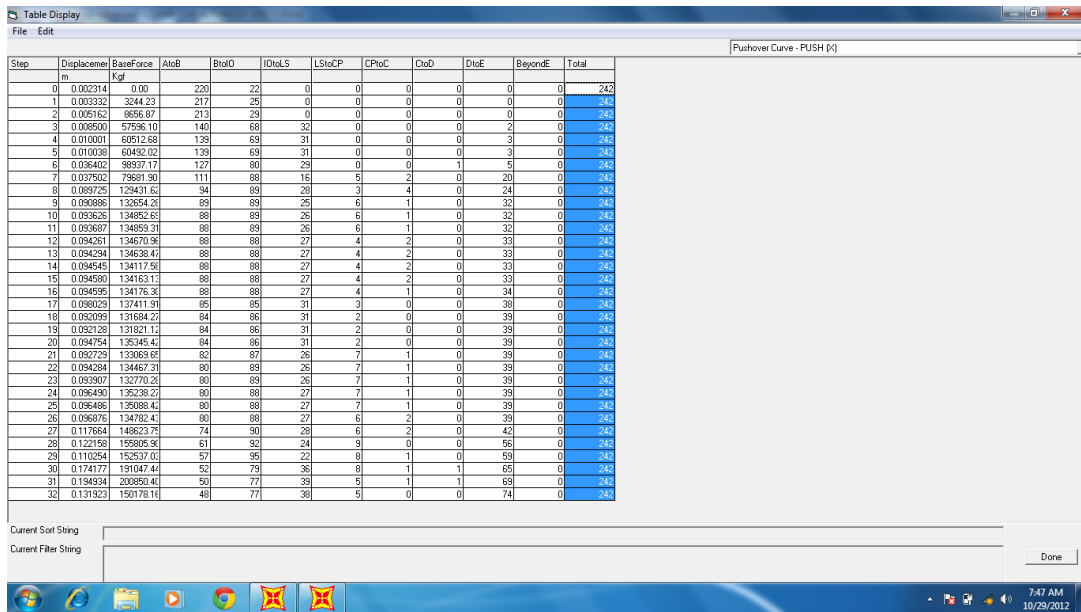 Table Display
File Edit
Pushover Curve - PUSH (X)
Step Displacemer BaseForce AtoB BtoIO IOtoLS LStoCP CPtoC CtoD DtoE BeyondE Total
m Kgf
0 0.002314 0.00 220 22 0 0 0 0 0 0 242
1 0.003332 3244.23 217 25 0 0 0 0 0 0 242
2 0.005162 8656.87 213 29 0 0 0 0 0 0 242
3 0.008500 57596.10 140 68 32 0 0 0 2 0 242
4 0.010001 60512.68 139 69 31 0 0 0 3 0 242
5 0.010038 60492.02 139 69 31 0 0 0 3 0 242
6 0.036402 98937.17 127 80 29 0 0 1 5 0 242
7 0.037502 79681.90 111 88 16 5 2 0 20 0 242
8 0.089725 129431.62 94 89 28 3 4 0 24 0 242
9 0.090886 132654.28 89 89 25 6 1 0 32 0 242
10 0.093626 134852.69 88 89 26 6 1 0 32 0 242
11 0.093687 134859.31 88 89 26 6 1 0 32 0 242
12 0.094261 134670.96 88 88 27 4 2 0 33 0 242
13 0.094294 134638.47 88 88 27 4 2 0 33 0 242
14 0.094545 134117.58 88 88 27 4 2 0 33 0 242
15 0.094580 134163.13 88 88 27 4 2 0 33 0 242
16 0.094595 134176.30 88 88 27 4 1 0 34 0 242
17 0.098029 137411.91 85 85 31 3 0 0 38 0 242
18 0.092099 131684.27 84 86 31 2 0 0 39 0 242
19 0.092128 131821.12 84 86 31 2 0 0 39 0 242
20 0.094754 135345.42 84 86 31 2 0 0 39 0 242
21 0.092729 133069.65 82 87 26 7 1 0 39 0 242
22 0.094284 134467.31 80 89 26 7 1 0 39 0 242
23 0.093907 132770.28 80 89 26 7 1 0 39 0 242
24 0.096490 135238.27 80 88 27 7 1 0 39 0 242
25 0.096486 135088.42 80 88 27 7 1 0 39 0 242
26 0.096876 134782.43 80 88 27 6 2 0 39 0 242
27 0.117664 148623.75 74 90 28 6 2 0 42 0 242
28 0.122158 155805.90 61 92 24 9 0 0 56 0 242
29 0.110254 152537.03 57 95 22 8 1 0 59 0 242
30 0.174177 191047.44 52 79 36 8 1 1 65 0 242
31 0.194934 200850.40 50 77 39 5 1 1 69 0 242
32 0.131923 150178.16 48 77 38 5 0 0 74 0 242
Current Sort String
Current Filter String
Done
7:47 AM
10/29/2012